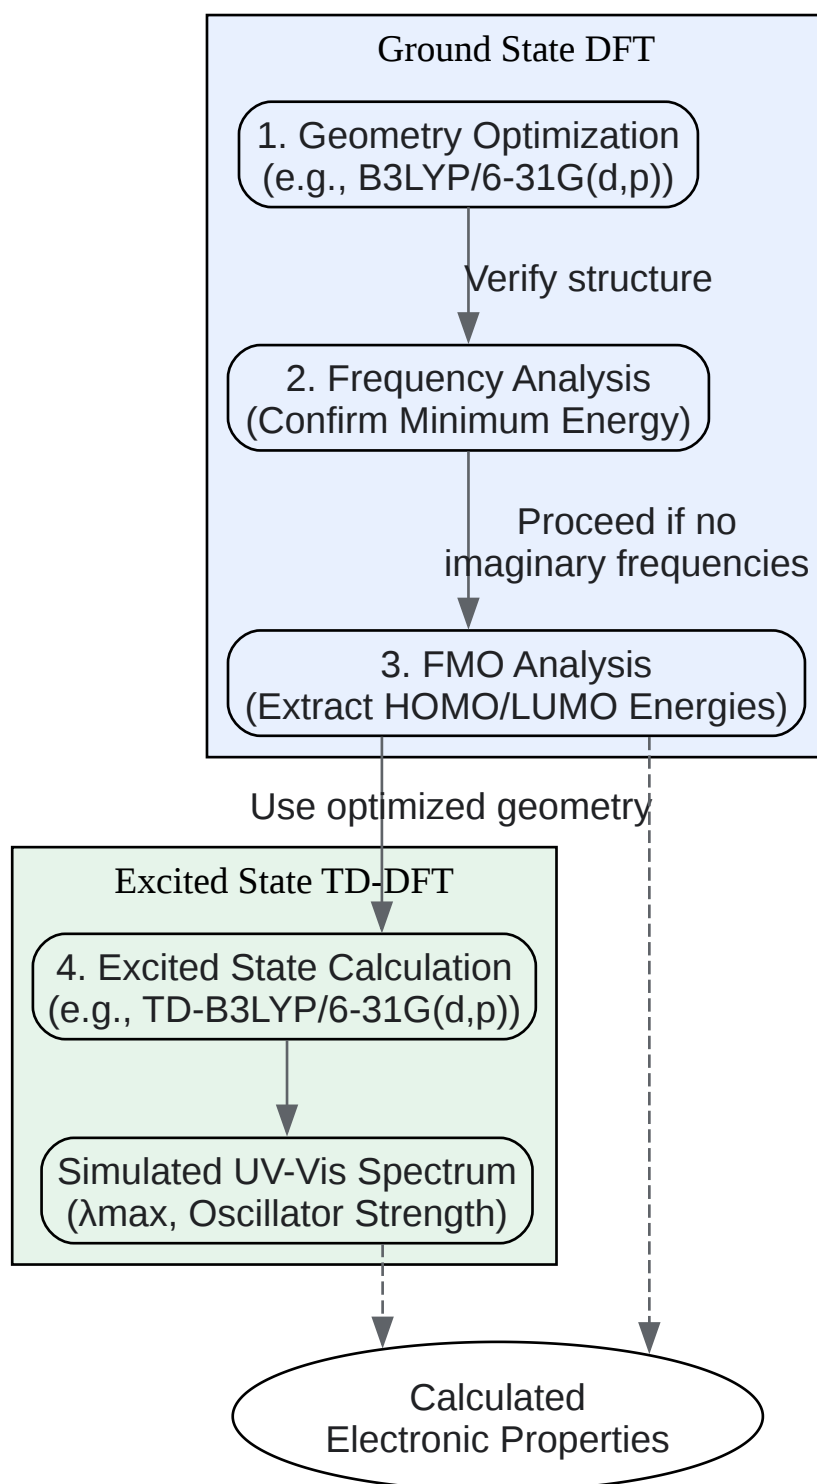 Ground State DFT
1. Geometry Optimization
(e.g., B3LYP/6-31G(d,p))
Verify structure
2. Frequency Analysis
(Confirm Minimum Energy)
Proceed if no
imaginary frequencies
3. FMO Analysis
(Extract HOMO/LUMO Energies)
Use optimized geometry
Excited State TD-DFT
4. Excited State Calculation
(e.g., TD-B3LYP/6-31G(d,p))
Simulated UV-Vis Spectrum
(λmax, Oscillator Strength)
Calculated
Electronic Properties